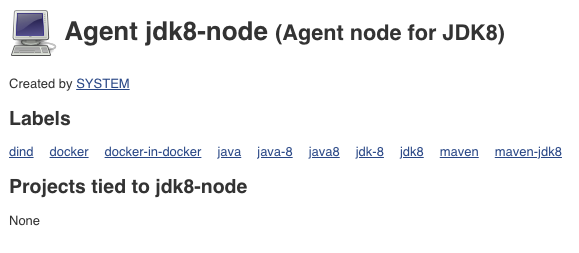 Agent jdk8-node (Agent node for JDK8)
Created by SYSTEM
Labels
dind docker docker-in-docker java java-8 java8 jdk-8 jdk8 maven maven-jdk8
Projects tied to jdk8-node
None